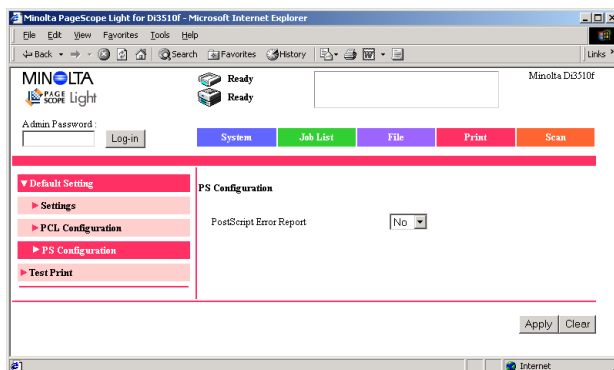 Minolta PageScope Light for Di3510f - Microsoft Internet Explorer
File Edit View Favorites Tools Help
Back Search Favorites History Links
MINOLTA
PAGE SCOPE Light
Ready
Ready
Minolta Di3510f
Admin Password :
Log-in
System Job List File Print Scan
Default Setting
Settings
PCL Configuration
PS Configuration
Test Print
PS Configuration
PostScript Error Report No
Apply Clear
Internet